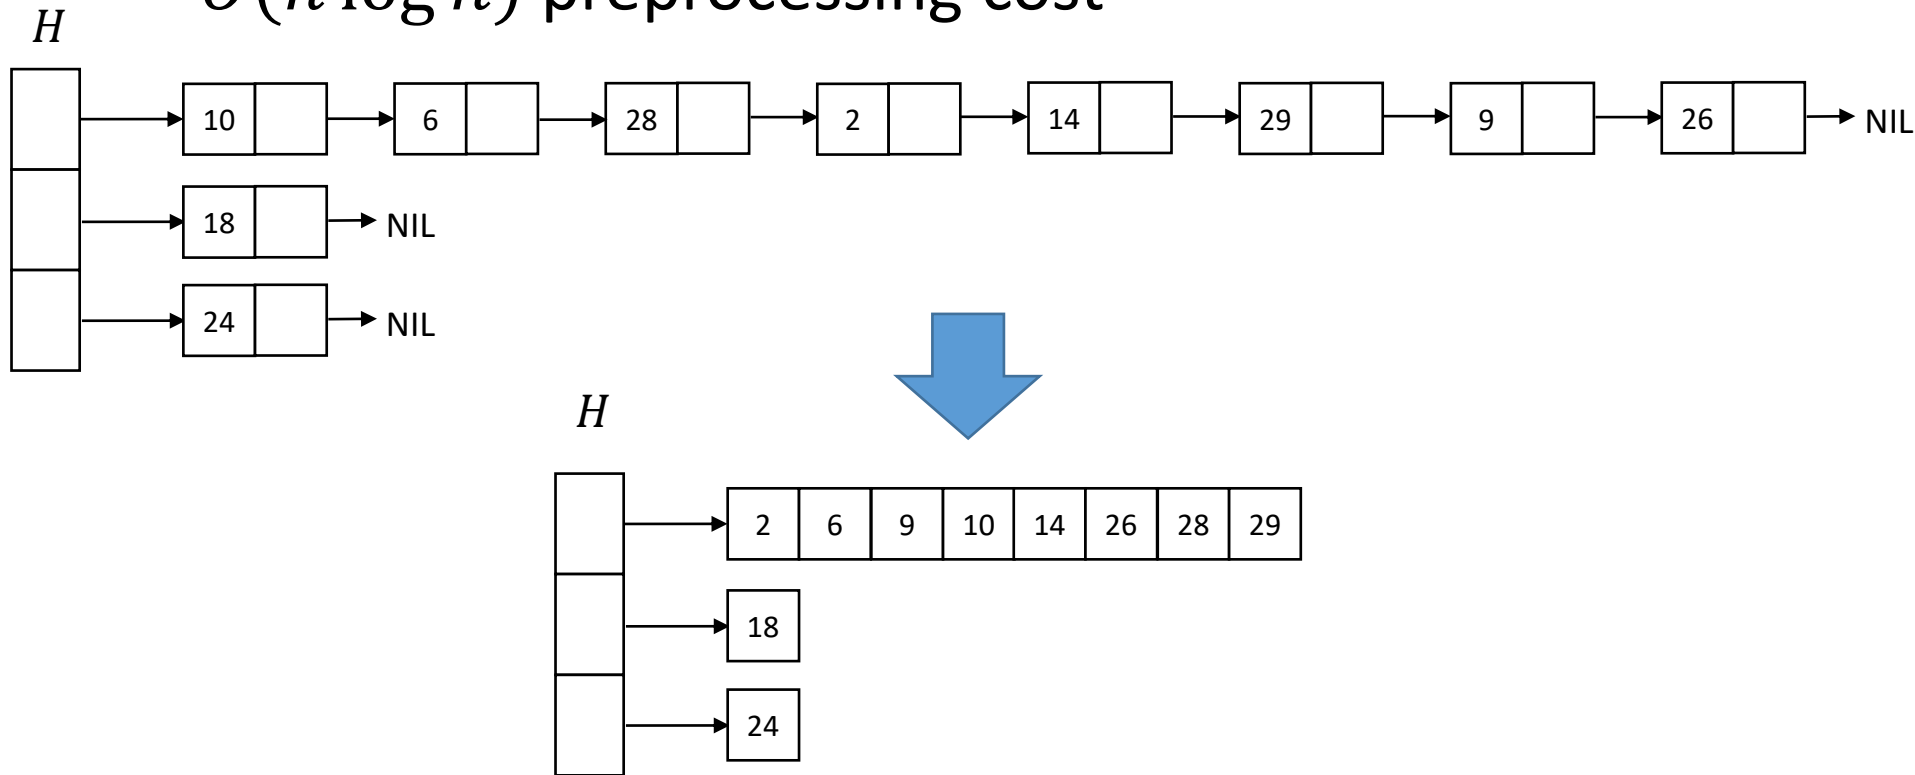 O(n log n) preprocessing cost
H
10 6 28 2 14 29 9 26 NIL
18 NIL
24 NIL
H
2 6 9 10 14 26 28 29
18
24